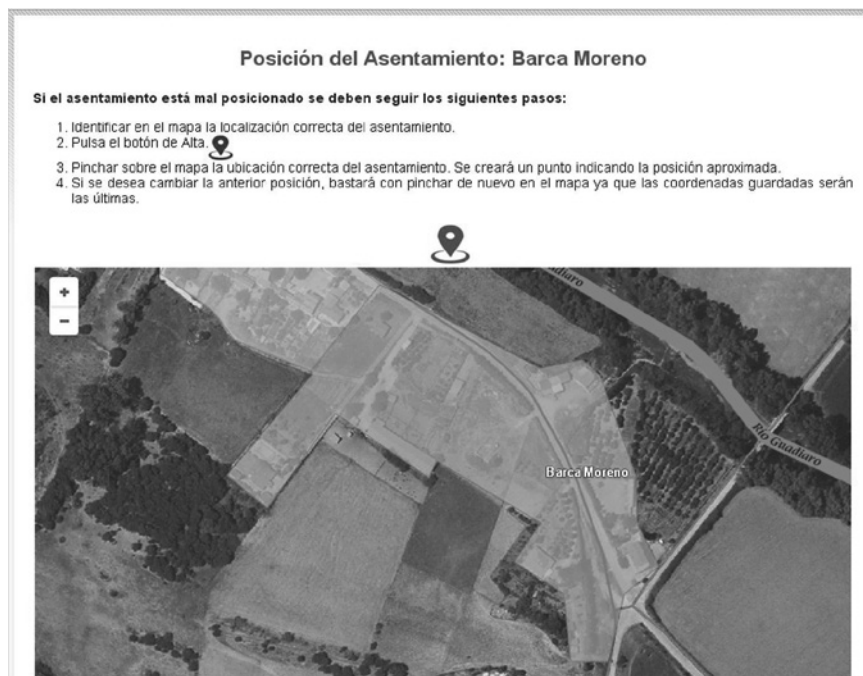 Posición del Asentamiento: Barca Moreno
Si el asentamiento está mal posicionado se deben seguir los siguientes pasos:
1. Identificar en el mapa la localización correcta del asentamiento.
2. Pulsa el botón de Alta.
3. Pinchar sobre el mapa la ubicación correcta del asentamiento. Se creará un punto indicando la posición aproximada.
4. Si se desea cambiar la anterior posición, bastará con pinchar de nuevo en el mapa ya que las coordenadas guardadas serán
las últimas.
+
−
Guadiaro
Río Guadiaro
Barca Moreno